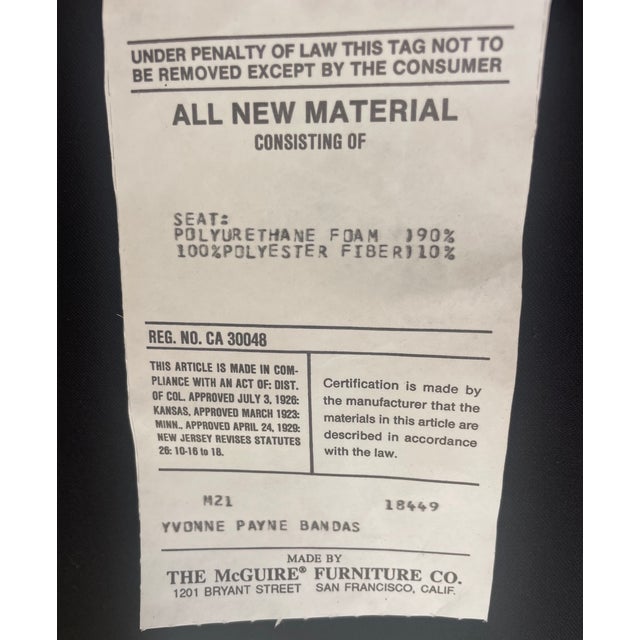 UNDER PENALTY OF LAW THIS TAG NOT TO
BE REMOVED EXCEPT BY THE CONSUMER
ALL NEW MATERIAL
CONSISTING OF
SEAT:
POLYURETHANE FOAM )90%
100%POLYESTER FIBER)10%
REG. NO. CA 30048
THIS ARTICLE IS MADE IN COM-
PLIANCE WITH AN ACT OF: DIST.
OF COL. APPROVED JULY 3, 1926:
KANSAS, APPROVED MARCH 1923:
MINN., APPROVED APRIL 24, 1929:
NEW JERSEY REVISES STATUTES
26: 10-16 to 18.
Certification is made by
the manufacturer that the
materials in this article are
described in accordance
with the law.
M21 18449
YVONNE PAYNE BANDAS
MADE BY
THE McGUIRE® FURNITURE CO.
1201 BRYANT STREET SAN FRANCISCO, CALIF.